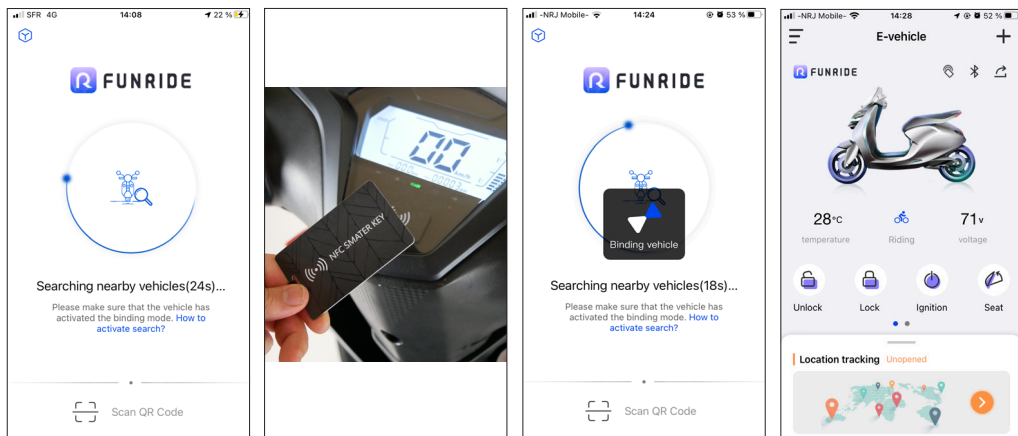 SFR 4G 14:08 22 %
FUNRIDE
Searching nearby vehicles(24s)...
Please make sure that the vehicle has
activated the binding mode. How to
activate search?
Scan QR Code
00
km/h
NFC SMATER KEY
-NRJ Mobile- 14:24 53 %
FUNRIDE
Binding vehicle
Searching nearby vehicles(18s)...
Please make sure that the vehicle has
activated the binding mode. How to
activate search?
Scan QR Code
-NRJ Mobile- 14:28 52 %
E-vehicle
FUNRIDE
28°c 71v
temperature Riding voltage
Unlock Lock Ignition Seat
Location tracking Unopened